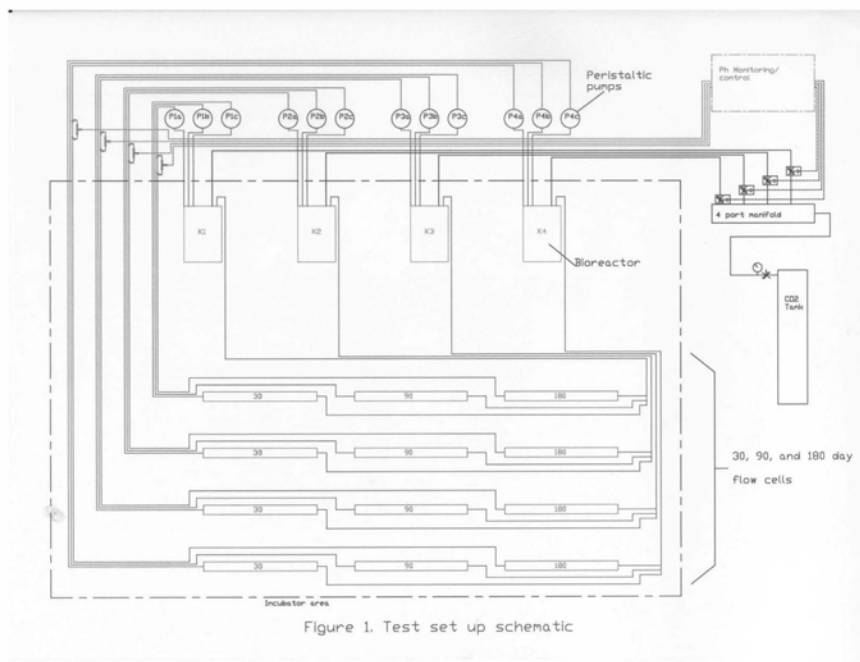 Ph Monitoring/
control
Peristaltic
pumps
P1a P1b P1c P2a P2b P2c P3a P3b P3c P4a P4b P4c
4 port manifold
K1 K2 K3 K4
Bioreactor
CO2
Tank
30 90 180
30 90 180
30, 90, and 180 day
flow cells
30 90 180
30 90 180
Incubator area
Figure 1. Test set up schematic